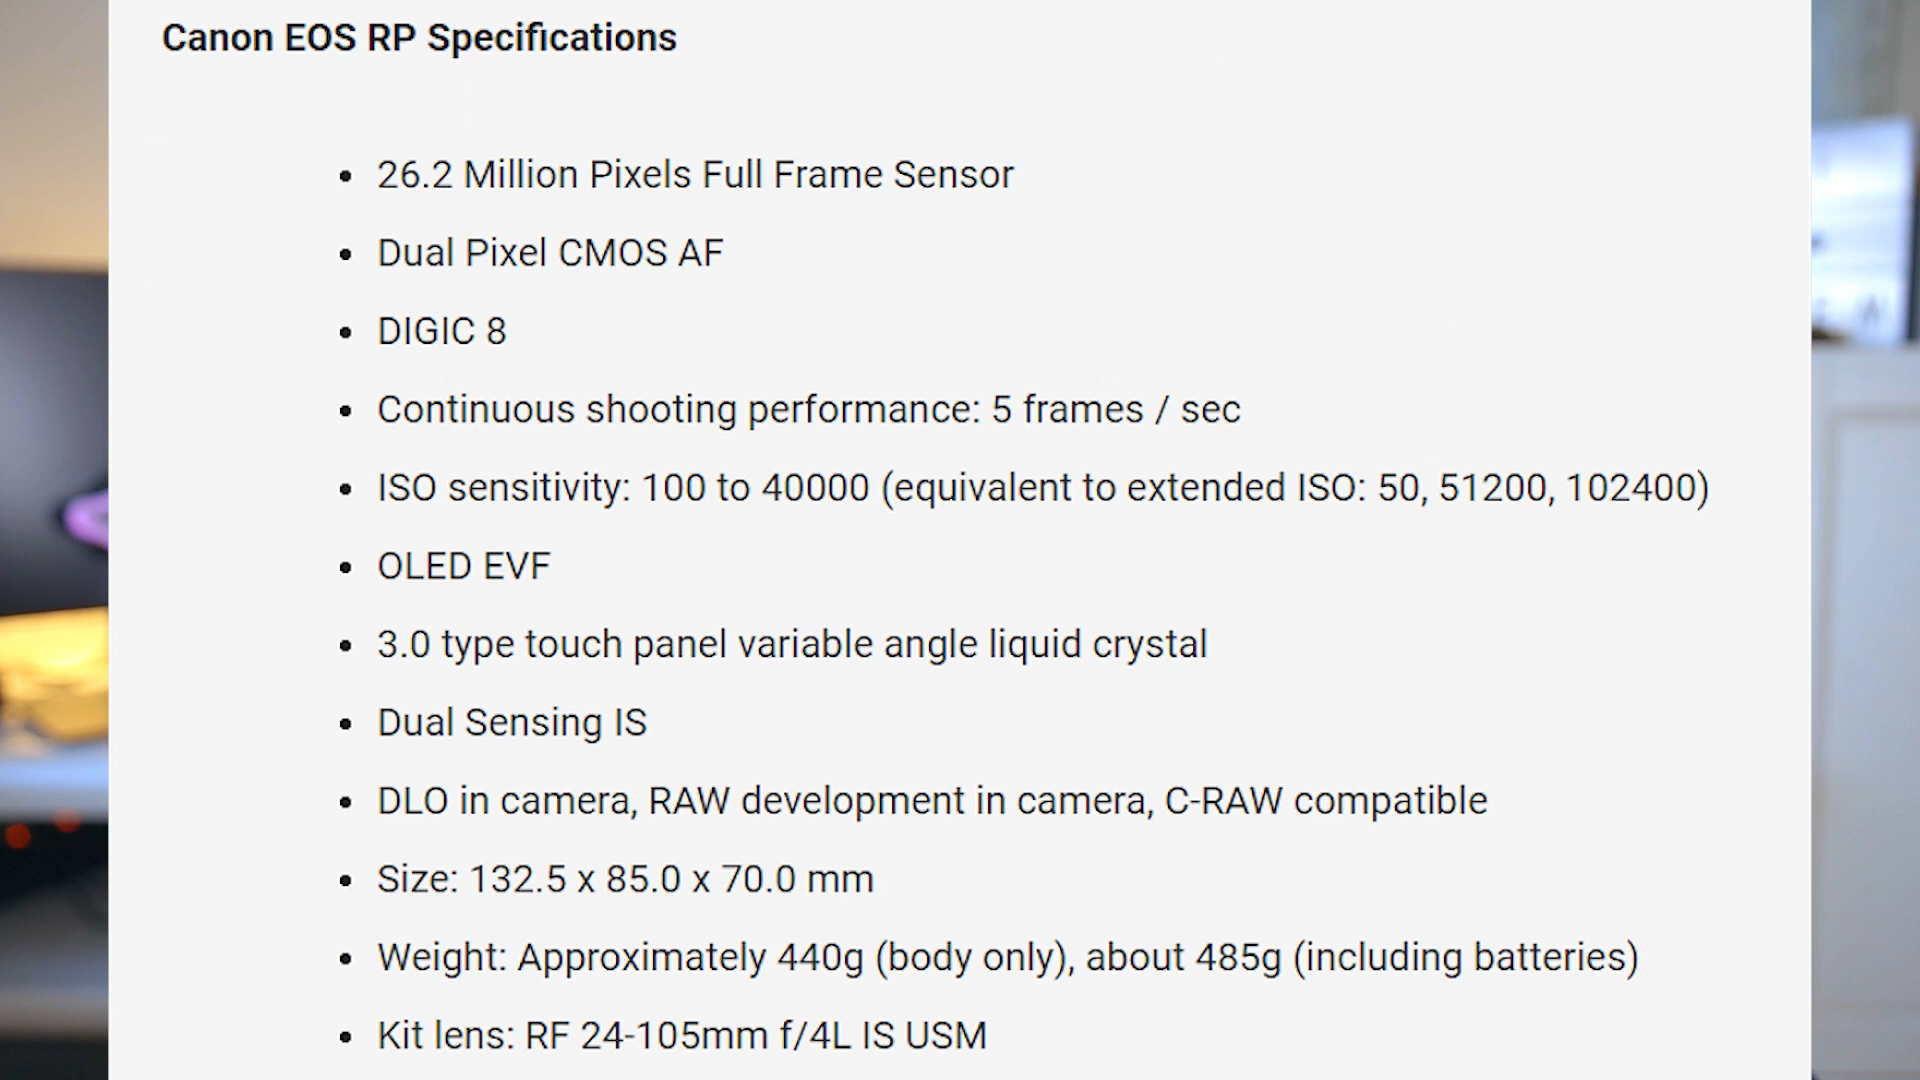 Canon EOS RP Specifications
• 26.2 Million Pixels Full Frame Sensor
• Dual Pixel CMOS AF
• DIGIC 8
• Continuous shooting performance: 5 frames / sec
• ISO sensitivity: 100 to 40000 (equivalent to extended ISO: 50, 51200, 102400)
• OLED EVF
• 3.0 type touch panel variable angle liquid crystal
• Dual Sensing IS
• DLO in camera, RAW development in camera, C-RAW compatible
• Size: 132.5 x 85.0 x 70.0 mm
• Weight: Approximately 440g (body only), about 485g (including batteries)
• Kit lens: RF 24-105mm f/4L IS USM